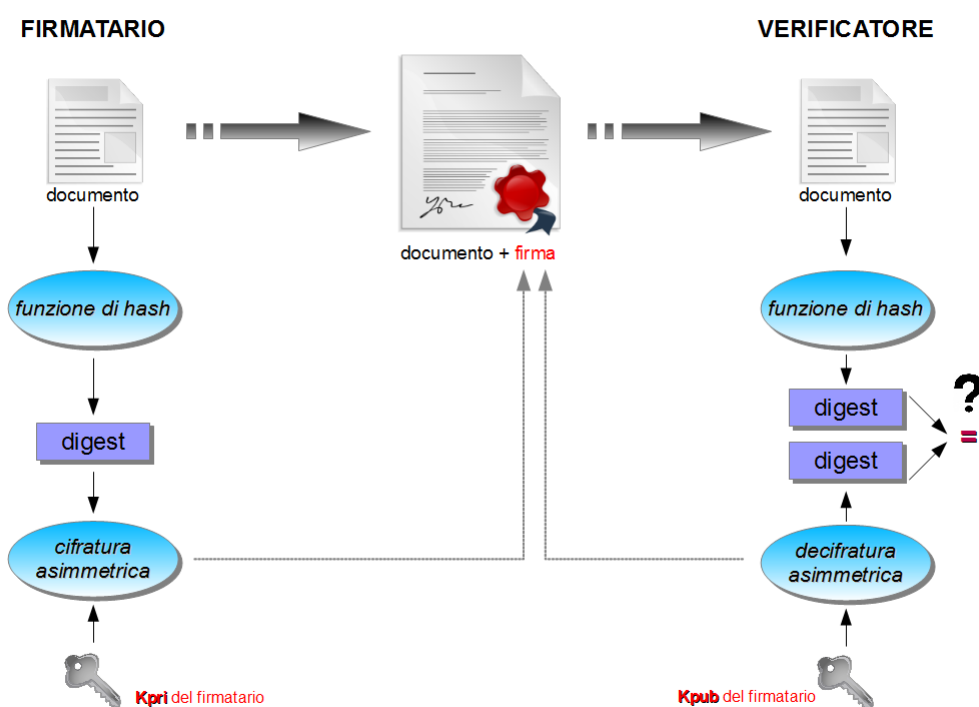 FIRMATARIO
VERIFICATORE
documento
documento + firma
documento
funzione di hash
funzione di hash
digest
digest
digest
?
=
cifratura
asimmetrica
decifratura
asimmetrica
Kpri del firmatario
Kpub del firmatario